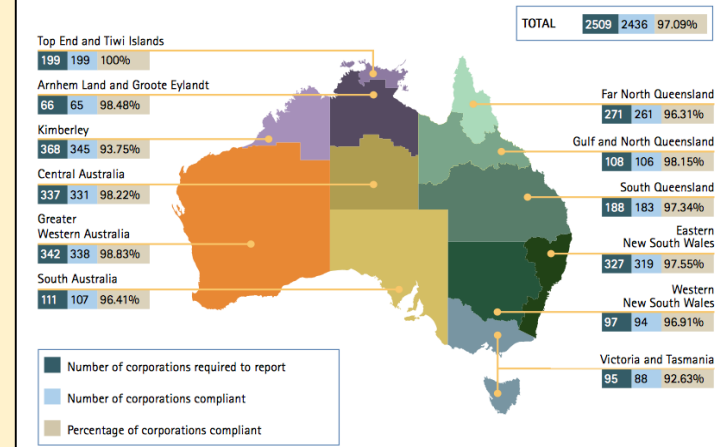 TOTAL 2509 2436 97.09%
Top End and Tiwi Islands
199 199 100%
Arnhem Land and Groote Eylandt
66 65 98.48%
Kimberley
368 345 93.75%
Central Australia
337 331 98.22%
Greater
Western Australia
342 338 98.83%
South Australia
111 107 96.41%
Far North Queensland
271 261 96.31%
Gulf and North Queensland
108 106 98.15%
South Queensland
188 183 97.34%
Eastern
New South Wales
327 319 97.55%
Western
New South Wales
97 94 96.91%
Victoria and Tasmania
95 88 92.63%
Number of corporations required to report
Number of corporations compliant
Percentage of corporations compliant